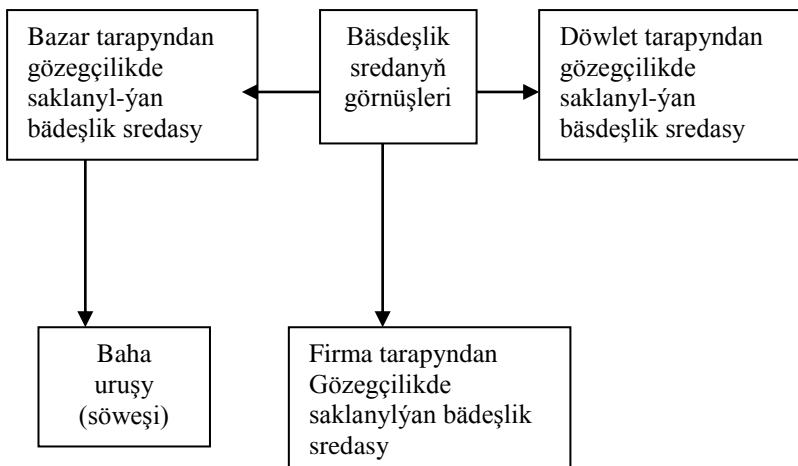 Bazar tarapyndan
gözegçilikde
saklanyl-ýan
bädeşlik sredasy
Bäsdeşlik
sredanyň
görnüşleri
Döwlet tarapyndan
gözegçilikde
saklanyl-ýan
bäsdeşlik sredasy
Baha
uruşy
(söweşi)
Firma tarapyndan
Gözegçilikde
saklanylýan bädeşlik
sredasy